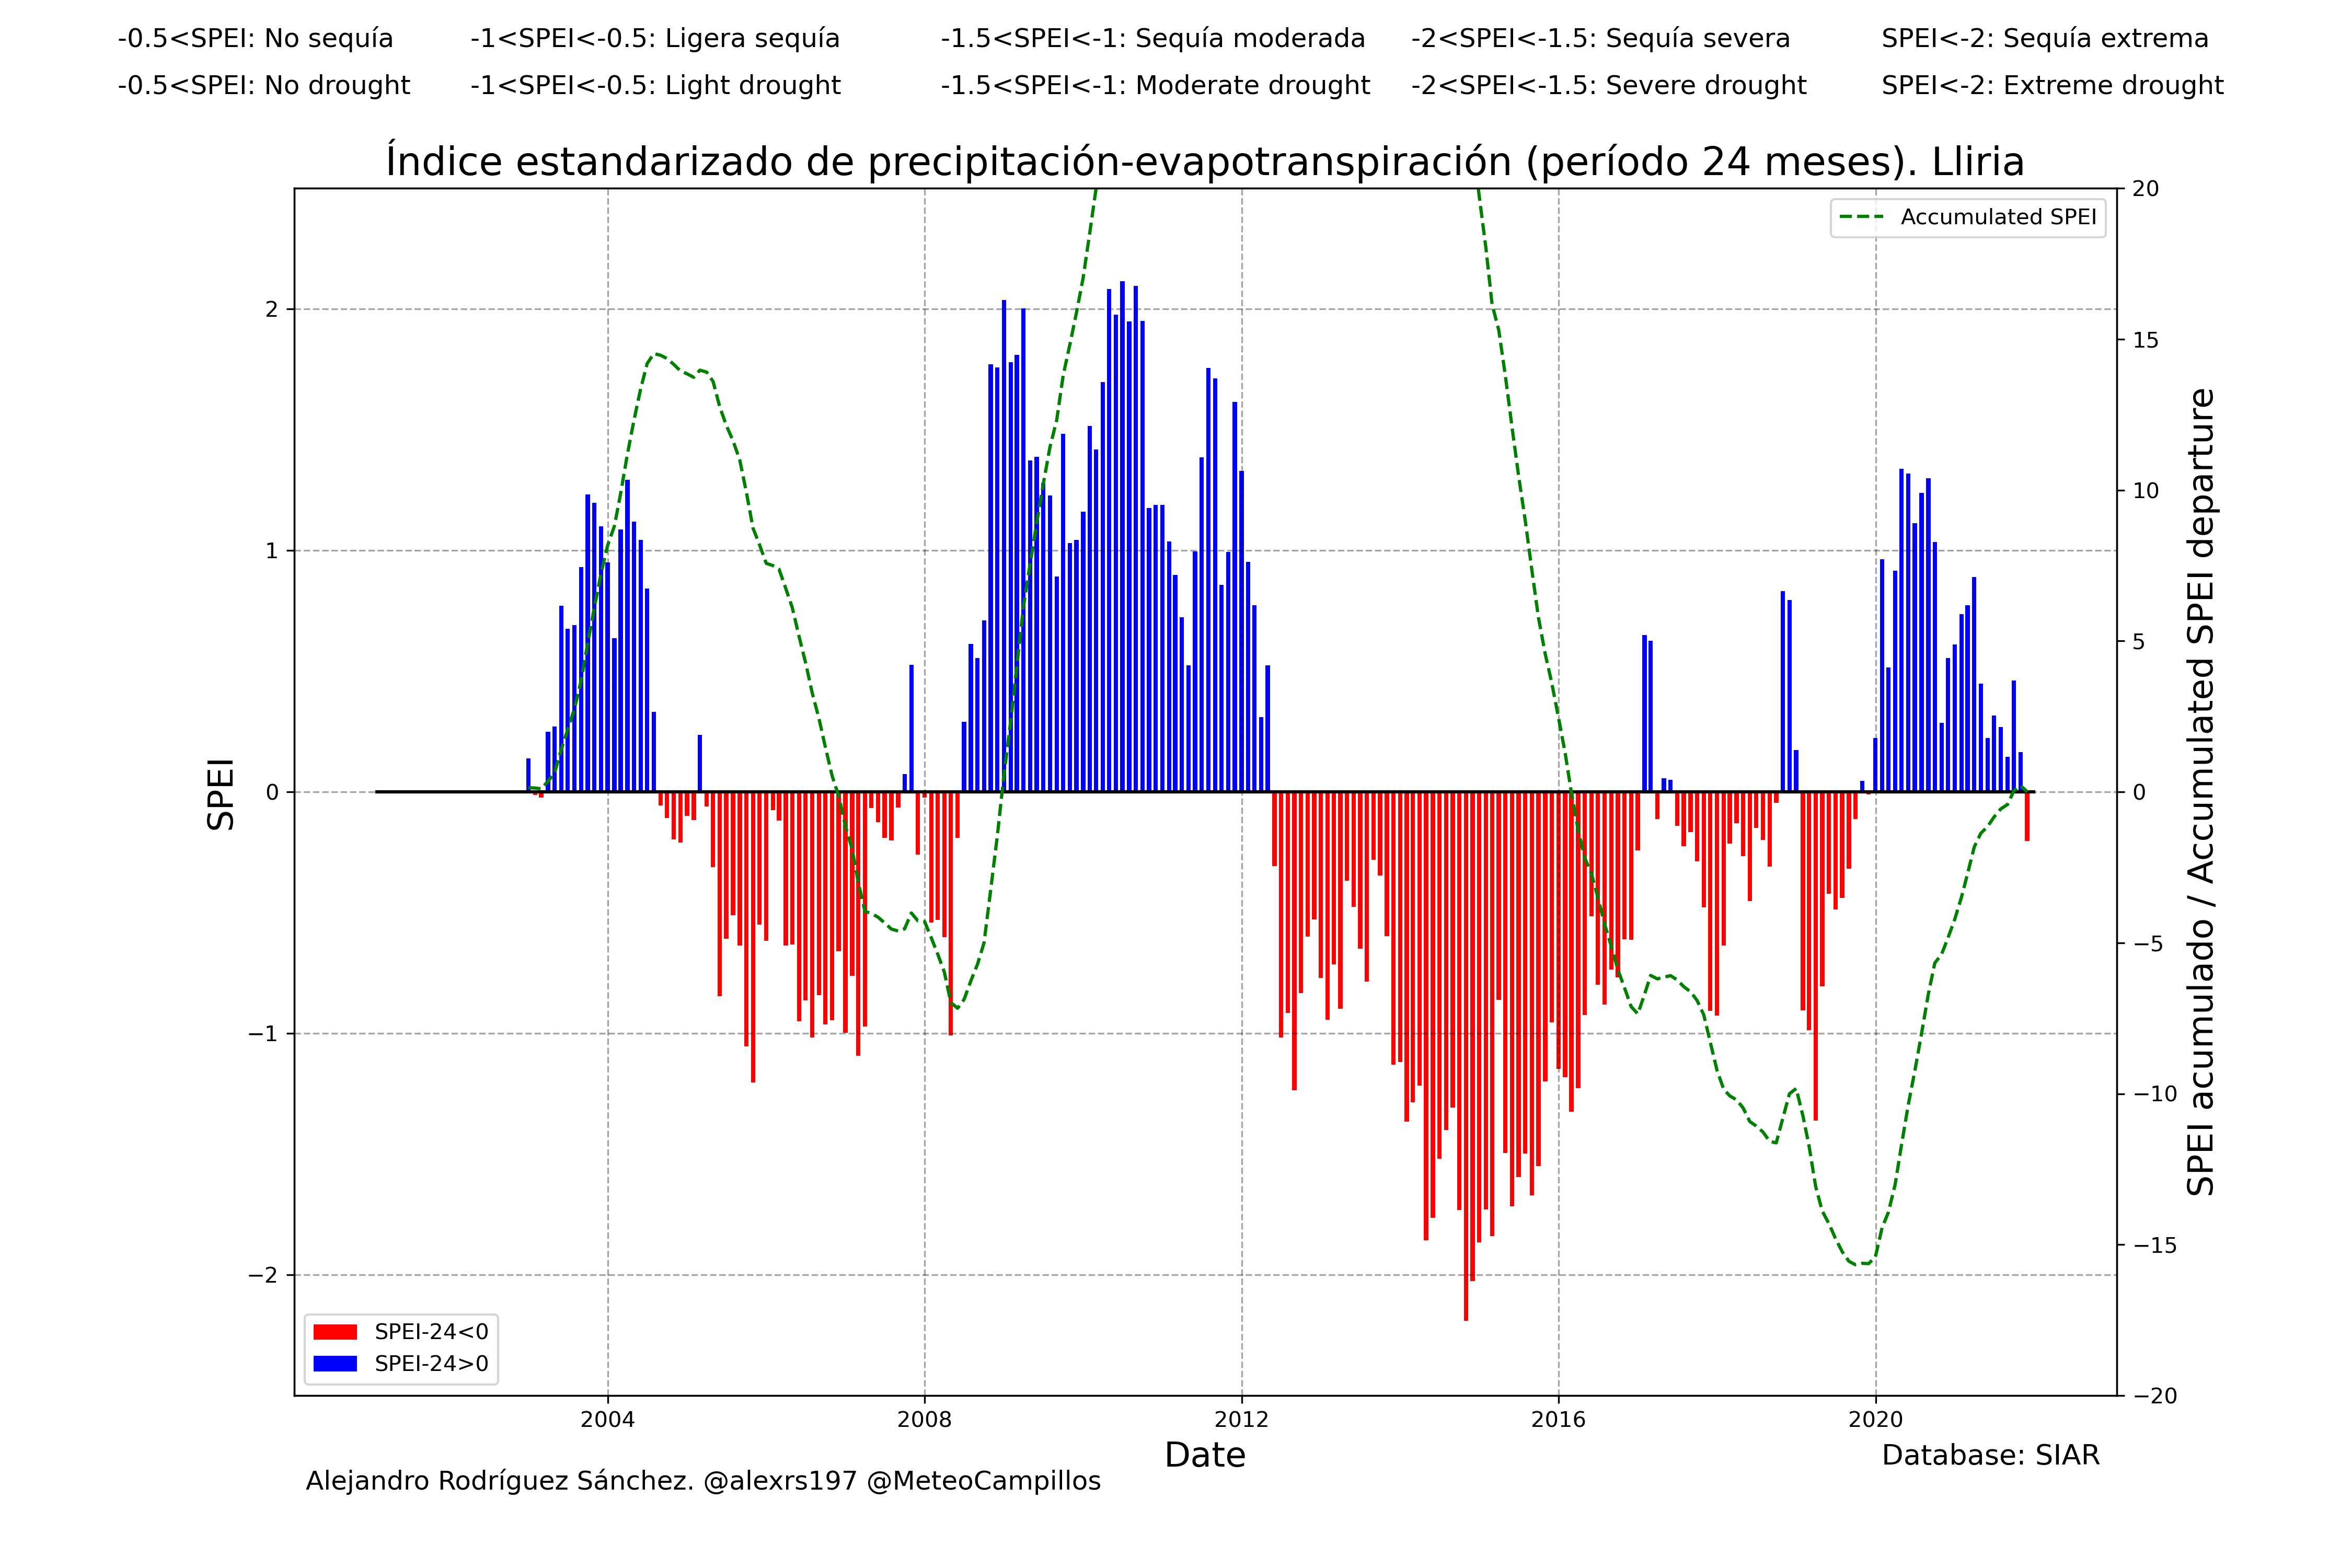 -0.5<SPEI: No sequía -1<SPEI<-0.5: Ligera sequía -1.5<SPEI<-1: Sequía moderada -2<SPEI<-1.5: Sequía severa SPEI<-2: Sequía extrema
-0.5<SPEI: No drought -1<SPEI<-0.5: Light drought -1.5<SPEI<-1: Moderate drought -2<SPEI<-1.5: Severe drought SPEI<-2: Extreme drought
Índice estandarizado de precipitación-evapotranspiración (período 24 meses). Lliria
Accumulated SPEI
SPEI
2
1
0
−1
−2
20
15
10
5
0
−5
−10
−15
−20
SPEI acumulado / Accumulated SPEI departure
SPEI-24<0
SPEI-24>0
2004 2008 2012 2016 2020
Date
Database: SIAR
Alejandro Rodríguez Sánchez. @alexrs197 @MeteoCampillos